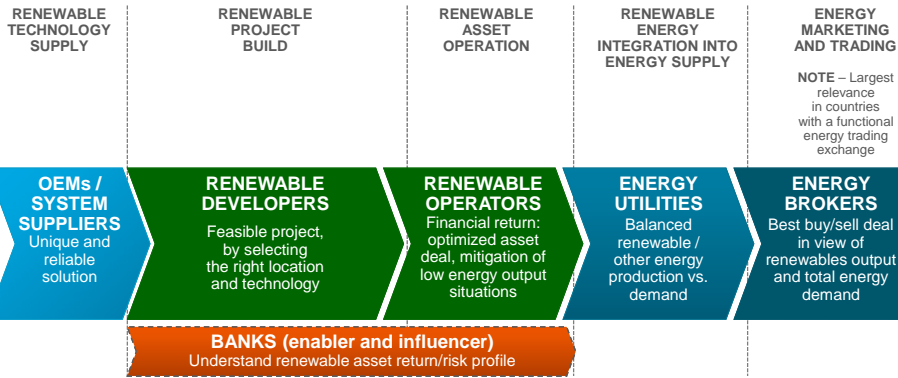 RENEWABLE
TECHNOLOGY
SUPPLY
RENEWABLE
PROJECT
BUILD
RENEWABLE
ASSET
OPERATION
RENEWABLE
ENERGY
INTEGRATION INTO
ENERGY SUPPLY
ENERGY
MARKETING
AND TRADING
NOTE – Largest
relevance
in countries
with a functional
energy trading
exchange
OEMs /
SYSTEM
SUPPLIERS
Unique and
reliable
solution
RENEWABLE
DEVELOPERS
Feasible project,
by selecting
the right location
and technology
RENEWABLE
OPERATORS
Financial return:
optimized asset
deal, mitigation of
low energy output
situations
ENERGY
UTILITIES
Balanced
renewable /
other energy
production vs.
demand
ENERGY
BROKERS
Best buy/sell deal
in view of
renewables output
and total energy
demand
BANKS (enabler and influencer)
Understand renewable asset return/risk profile